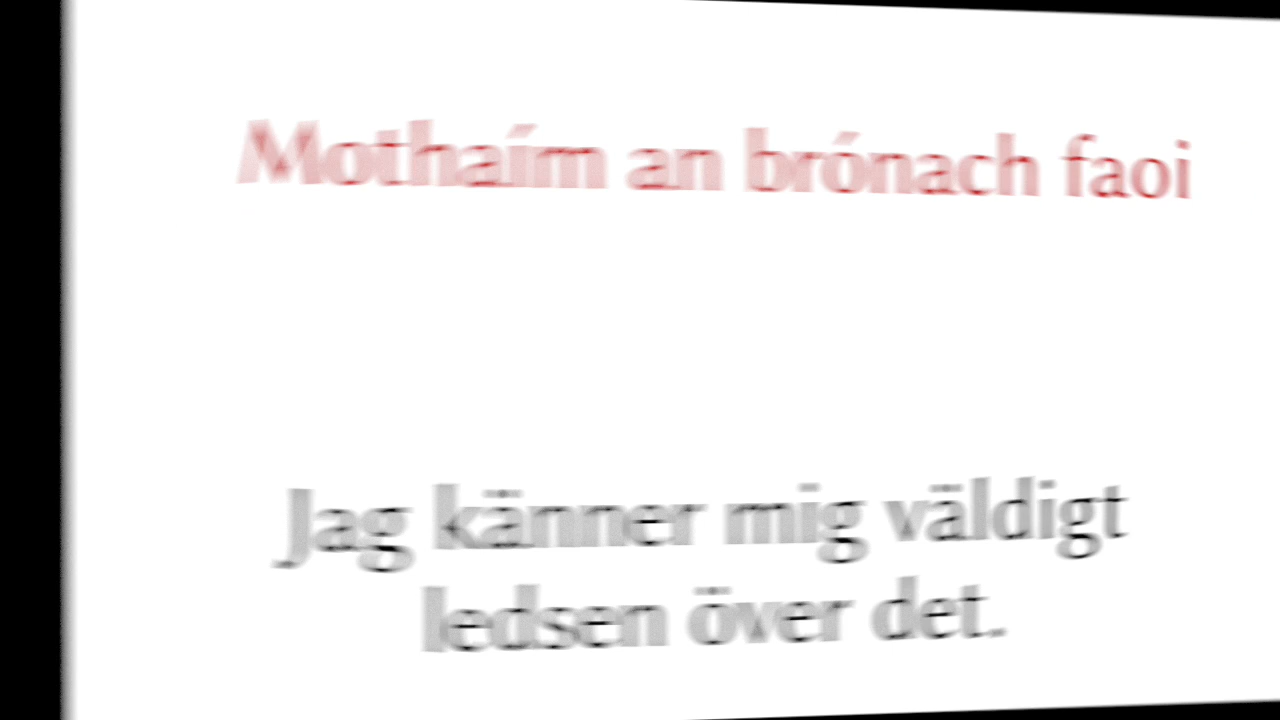 Mothaím an brónach faoi
Jag känner mig väldigt
ledsen över det.